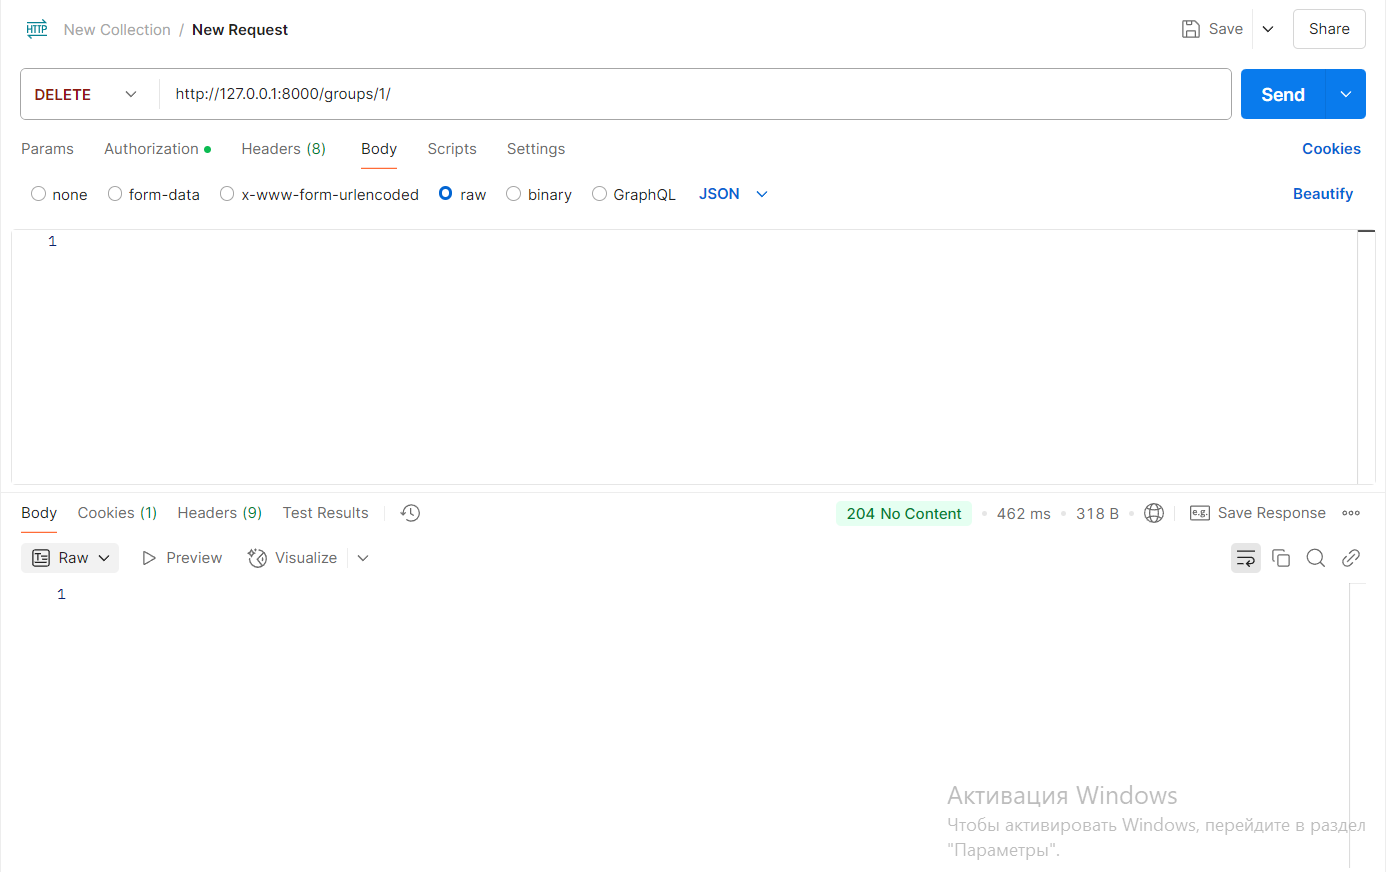 HTTP New Collection / New Request Save Share
DELETE http://127.0.0.1:8000/groups/1/ Send
Params Authorization Headers (8) Body Scripts Settings Cookies
none form-data x-www-form-urlencoded raw binary GraphQL JSON Beautify
1
Body Cookies (1) Headers (9) Test Results 204 No Content 462 ms 318 B e.g. Save Response
Raw Preview Visualize
1
Активация Windows
Чтобы активировать Windows, перейдите в раздел
"Параметры".